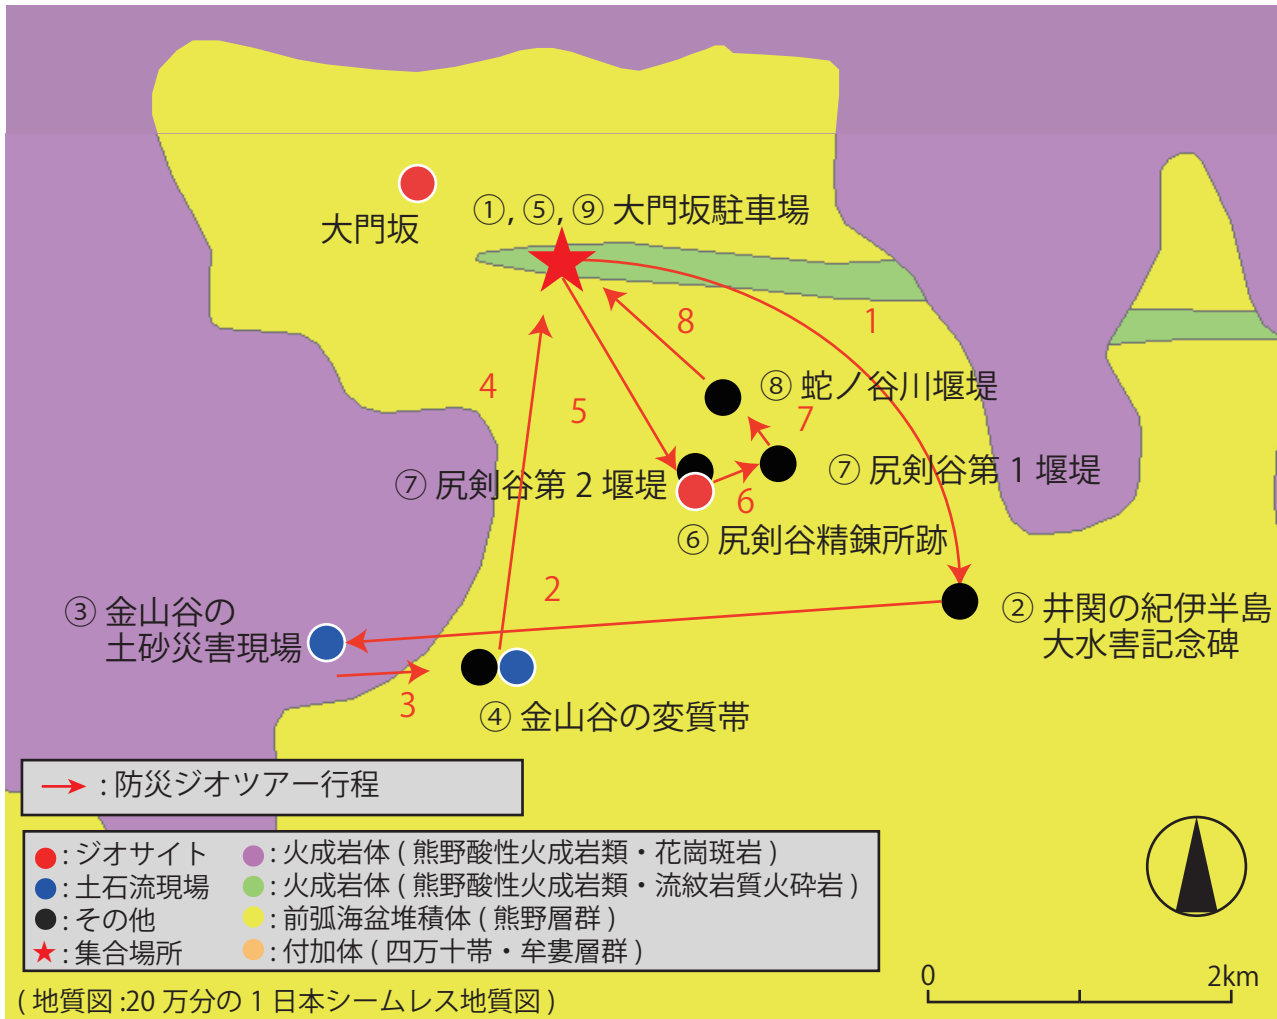 大門坂
①, ⑤, ⑨ 大門坂駐車場
8
1
4
5
⑧ 蛇ノ谷川堰堤
7
⑦ 尻剣谷第 2 堰堤
6
⑦ 尻剣谷第 1 堰堤
⑥ 尻剣谷精錬所跡
2
③ 金山谷の
土砂災害現場
② 井関の紀伊半島
大水害記念碑
3
④ 金山谷の変質帯
: 防災ジオツアー行程
: ジオサイト
: 土石流現場
: その他
: 集合場所
: 火成岩体 ( 熊野酸性火成岩類・花崗斑岩 )
: 火成岩体 ( 熊野酸性火成岩類・流紋岩質火砕岩 )
: 前弧海盆堆積体 ( 熊野層群 )
: 付加体 ( 四万十帯・牟婁層群 )
0
2km
( 地質図 :20 万分の 1 日本シームレス地質図 )